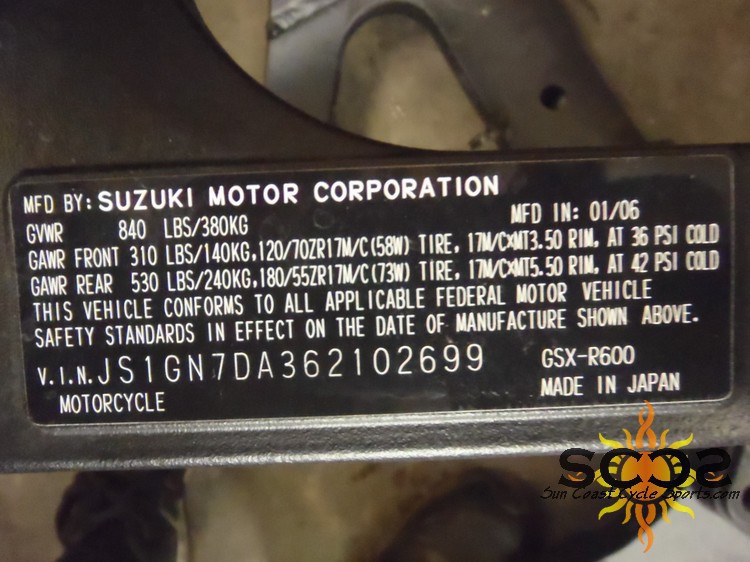 MFD BY: SUZUKI MOTOR CORPORATION
GVWR 840 LBS/380KG MFD IN: 01/06
GAWR FRONT 310 LBS/140KG,120/70ZR17M/C(58W) TIRE, 17M/C×MT3.50 RIM, AT 36 PSI COLD
GAWR REAR 530 LBS/240KG,180/55ZR17M/C(73W) TIRE, 17M/C×MT5.50 RIM, AT 42 PSI COLD
THIS VEHICLE CONFORMS TO ALL APPLICABLE FEDERAL MOTOR VEHICLE
SAFETY STANDARDS IN EFFECT ON THE DATE OF MANUFACTURE SHOWN ABOVE.
V.I.N. JS1GN7DA362102699 GSX-R600
MOTORCYCLE MADE IN JAPAN
SCCS
Sun Coast Cycle Sports.com